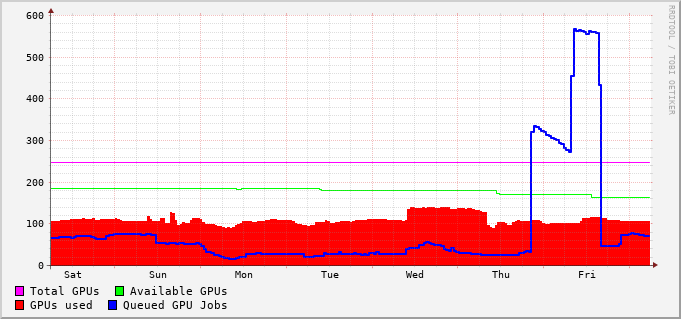 600
500
400
300
200
100
0
Sat Sun Mon Tue Wed Thu Fri
Total GPUs Available GPUs
GPUs used Queued GPU Jobs
RRDTOOL / TOBI OETIKER